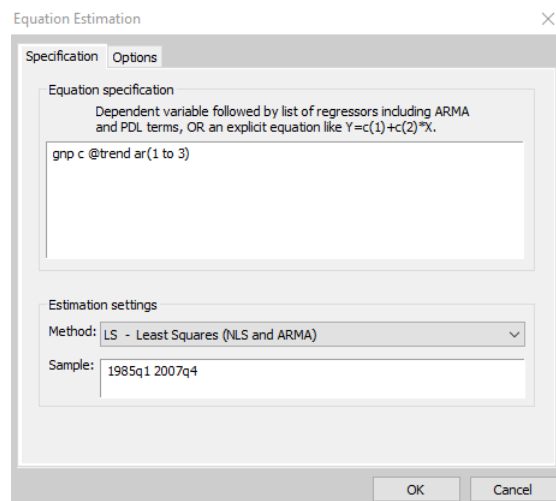 Equation Estimation
Specification
Options
Equation specification
Dependent variable followed by list of regressors including ARMA
and PDL terms, OR an explicit equation like Y=c(1)+c(2)*X.
gnp c @trend ar(1 to 3)
Estimation settings
Method: LS - Least Squares (NLS and ARMA)
Sample: 1985q1 2007q4
OK
Cancel